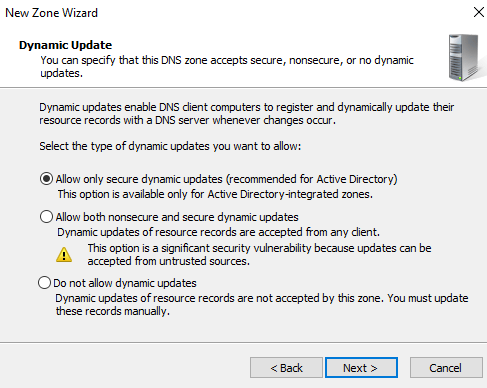 New Zone Wizard
Dynamic Update
You can specify that this DNS zone accepts secure, nonsecure, or no dynamic
updates.
Dynamic updates enable DNS client computers to register and dynamically update their
resource records with a DNS server whenever changes occur.
Select the type of dynamic updates you want to allow:
Allow only secure dynamic updates (recommended for Active Directory)
This option is available only for Active Directory-integrated zones.
Allow both nonsecure and secure dynamic updates
Dynamic updates of resource records are accepted from any client.
This option is a significant security vulnerability because updates can be
accepted from untrusted sources.
Do not allow dynamic updates
Dynamic updates of resource records are not accepted by this zone. You must update
these records manually.
< Back Next > Cancel